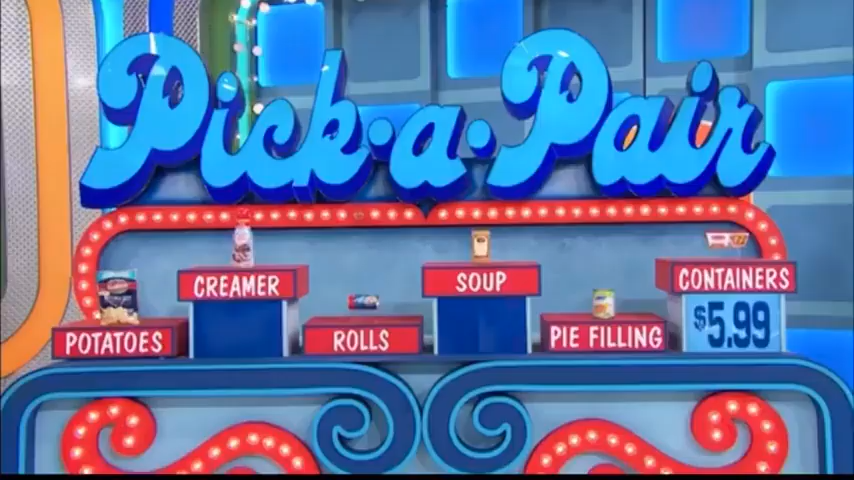 Pick-a-Pair
CREAMER
SOUP
CONTAINERS
$5.99
POTATOES
ROLLS
PIE FILLING